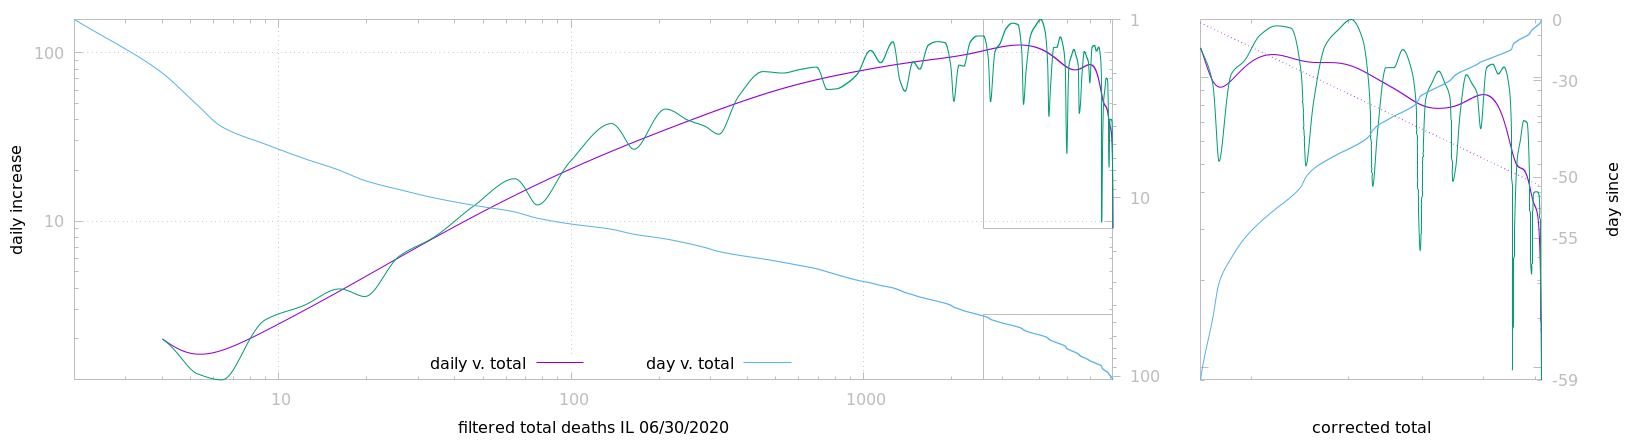 100
10
daily increase
daily v. total
day v. total
10
100
1000
filtered total deaths IL 06/30/2020
1
10
100
0
-30
-50
-55
-59
day since
corrected total